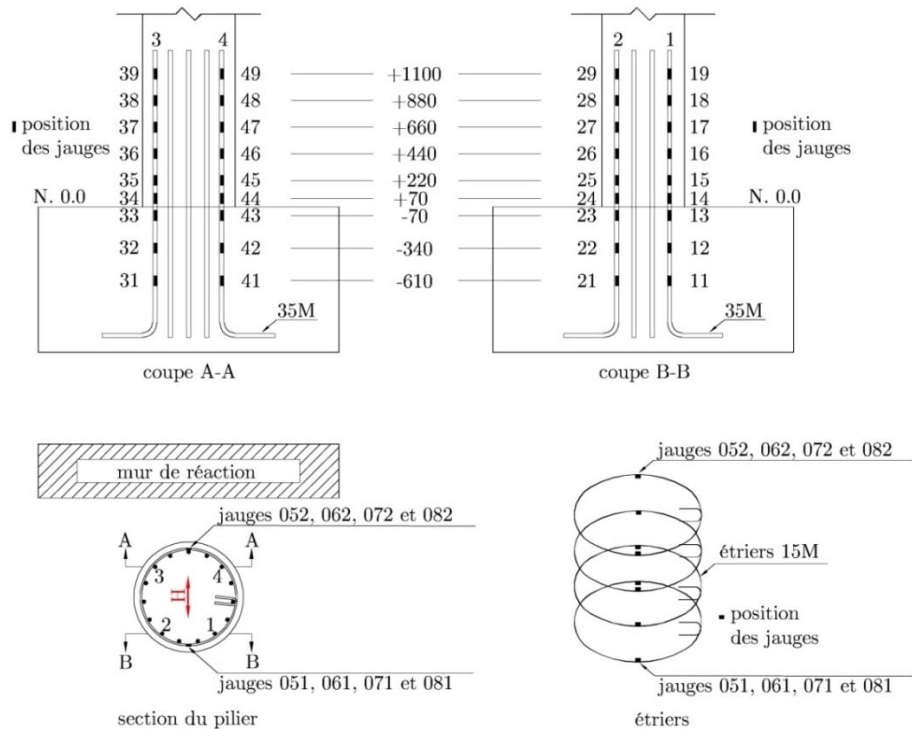 3 4 2 1
39 49 +1100 29 19
38 48 +880 28 18
position des jauges
37 47 +660 27 17
position des jauges
36 46 +440 26 16
35 45 +220 25 15
N. 0.0 34 44 +70 24 14 N. 0.0
33 43 -70 23 13
32 42 -340 22 12
31 41 -610 21 11
35M 35M
coupe A-A coupe B-B
mur de réaction
jauges 052, 062, 072 et 082
A A
3 4
H
2 1
B B
jauges 051, 061, 071 et 081
section du pilier
jauges 052, 062, 072 et 082
étriers 15M
position
des jauges
jauges 051, 061, 071 et 081
étriers